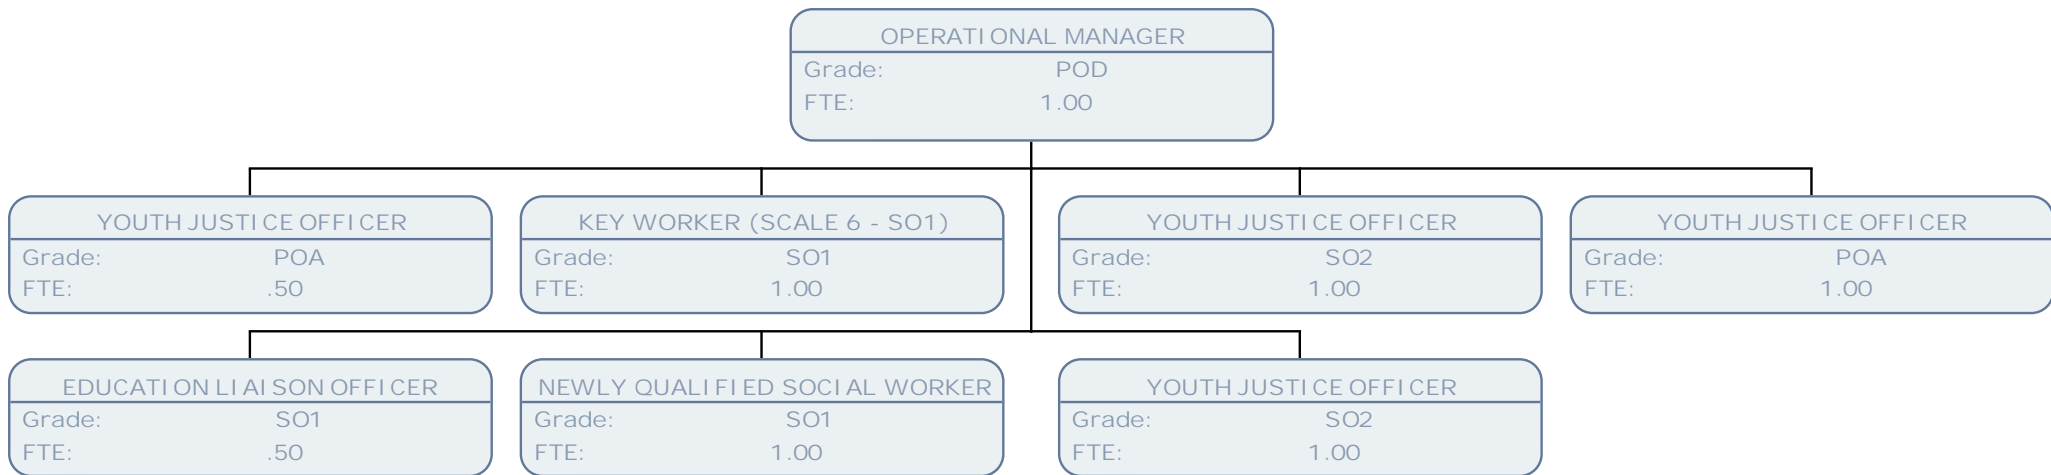 OPERATIONAL MANAGER
Grade: POD
FTE: 1.00
YOUTH JUSTICE OFFICER
Grade: POA
FTE: .50
KEY WORKER (SCALE 6 - SO1)
Grade: SO1
FTE: 1.00
YOUTH JUSTICE OFFICER
Grade: SO2
FTE: 1.00
YOUTH JUSTICE OFFICER
Grade: POA
FTE: 1.00
EDUCATION LIAISON OFFICER
Grade: SO1
FTE: .50
NEWLY QUALIFIED SOCIAL WORKER
Grade: SO1
FTE: 1.00
YOUTH JUSTICE OFFICER
Grade: SO2
FTE: 1.00